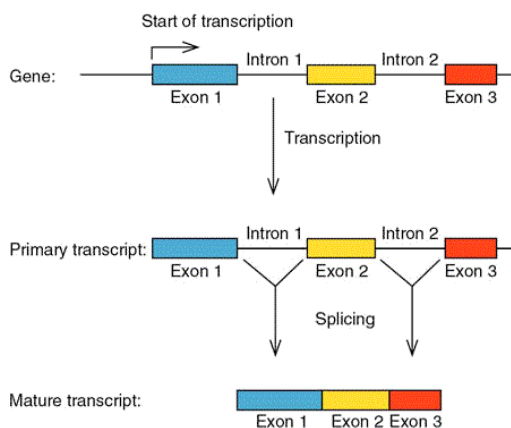 Start of transcription
Gene:
Intron 1 Intron 2
Exon 1 Exon 2 Exon 3
Transcription
Intron 1 Intron 2
Primary transcript:
Exon 1 Exon 2 Exon 3
Splicing
Mature transcript:
Exon 1 Exon 2 Exon 3